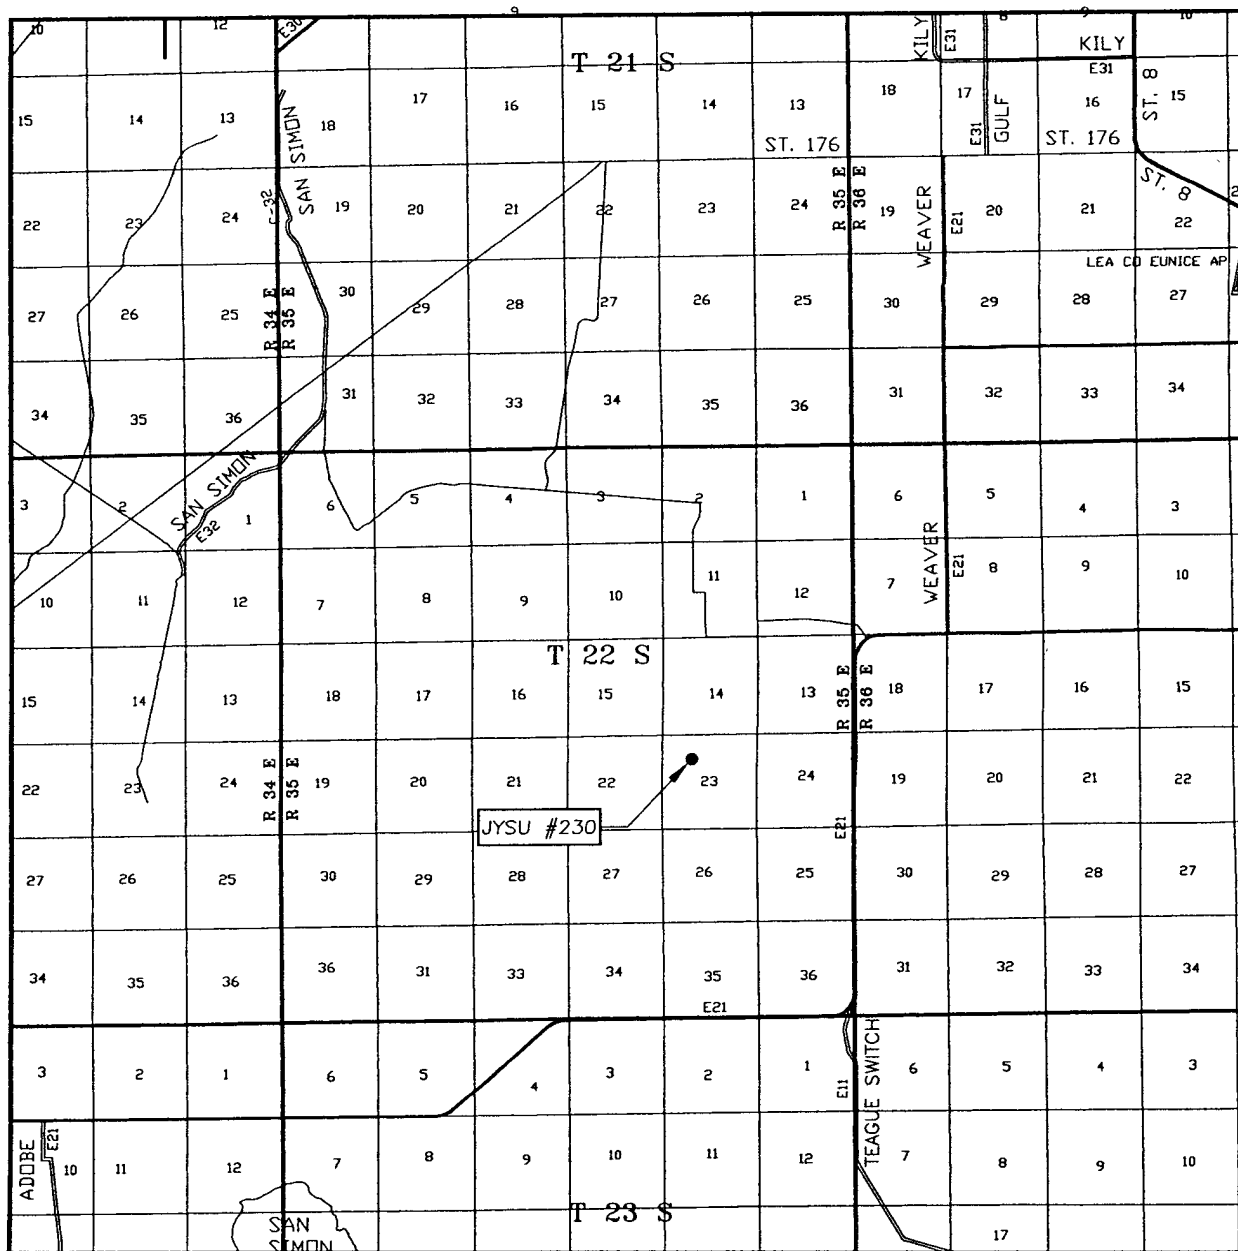 10 12 E30 9 KILY E31 8 9 10
T 21 S KILY
E31
15 14 13 SAN SIMON 18 17 16 15 14 13 18 17 E31 GULF 16 ST. 8 15
ST. 176 ST. 176
22 23 24 C-32 19 20 21 22 23 24 R 35 E R 36 E 19 WEAVER E21 20 21 ST. 8 22
LEA CO EUNICE AP
27 26 25 R 34 E R 35 E 30 29 28 27 26 25 30 29 28 27
34 35 36 31 32 33 34 35 36 31 32 33 34
3 2 SAN SIMON E32 1 6 5 4 3 2 1 6 5 4 3
10 11 12 7 8 9 10 11 12 7 WEAVER E21 8 9 10
T 22 S
15 14 13 18 17 16 15 14 13 R 35 E R 36 E 18 17 16 15
22 23 24 R 34 E R 35 E 19 20 21 22 23 24 19 20 21 22
JYSU #230 E21
27 26 25 30 29 28 27 26 25 30 29 28 27
34 35 36 36 31 33 34 35 36 31 32 33 34
E21
3 2 1 6 5 4 3 2 1 E11 TEAGUE SWITCH 6 5 4 3
ADOBE E21 10 11 12 7 8 9 10 11 12 7 8 9 10
T 23 S
SAN
SIMON
17